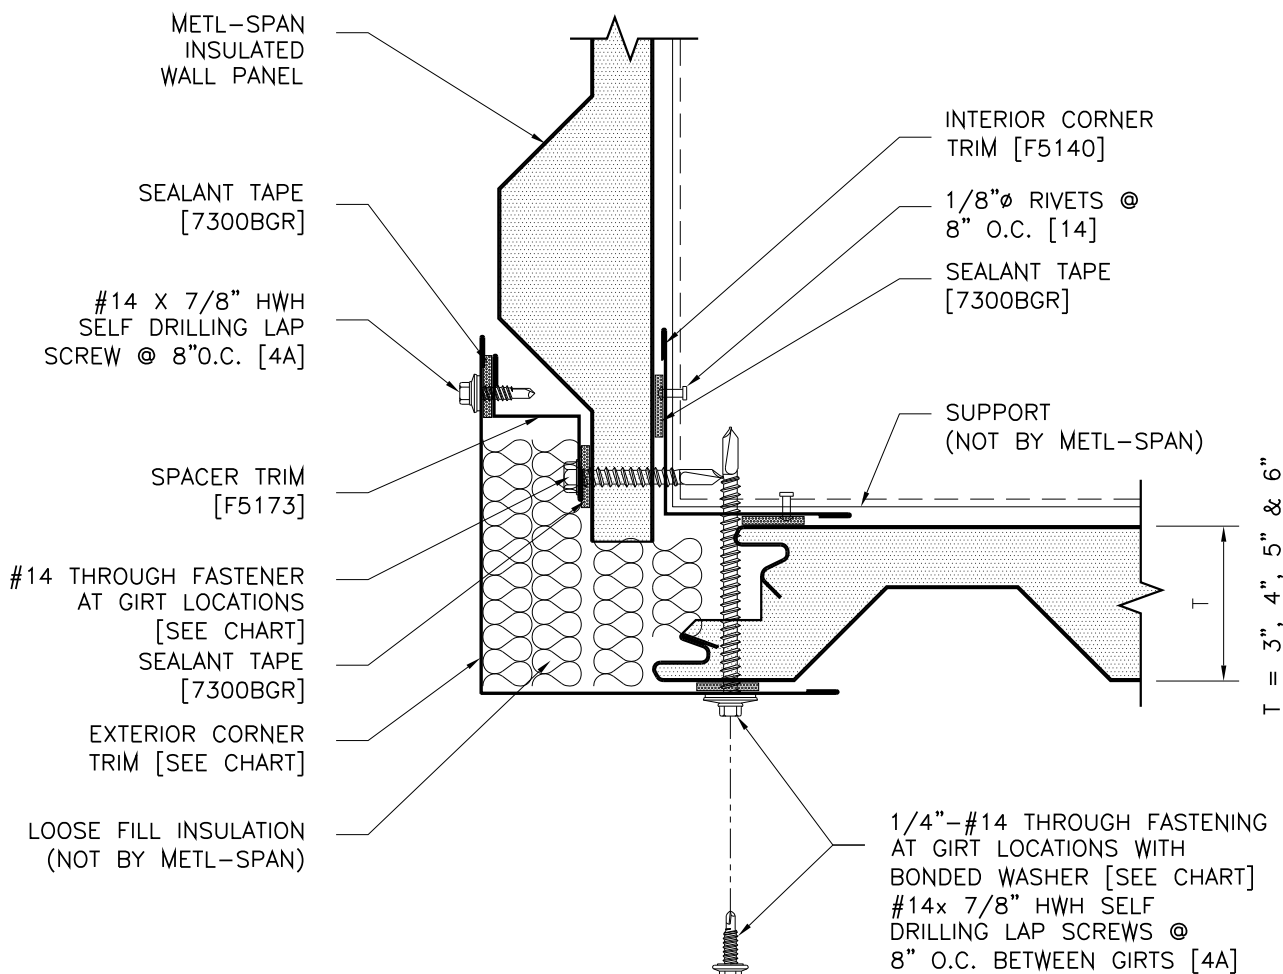 METL-SPAN
INSULATED
WALL PANEL
SEALANT TAPE
[7300BGR]
#14 X 7/8" HWH
SELF DRILLING LAP
SCREW @ 8"O.C. [4A]
SPACER TRIM
[F5173]
#14 THROUGH FASTENER
AT GIRT LOCATIONS
[SEE CHART]
SEALANT TAPE
[7300BGR]
EXTERIOR CORNER
TRIM [SEE CHART]
LOOSE FILL INSULATION
(NOT BY METL-SPAN)
INTERIOR CORNER
TRIM [F5140]
1/8"ø RIVETS @
8" O.C. [14]
SEALANT TAPE
[7300BGR]
SUPPORT
(NOT BY METL-SPAN)
T
T = 3", 4", 5" & 6"
1/4"-#14 THROUGH FASTENING
AT GIRT LOCATIONS WITH
BONDED WASHER [SEE CHART]
#14x 7/8" HWH SELF
DRILLING LAP SCREWS @
8" O.C. BETWEEN GIRTS [4A]